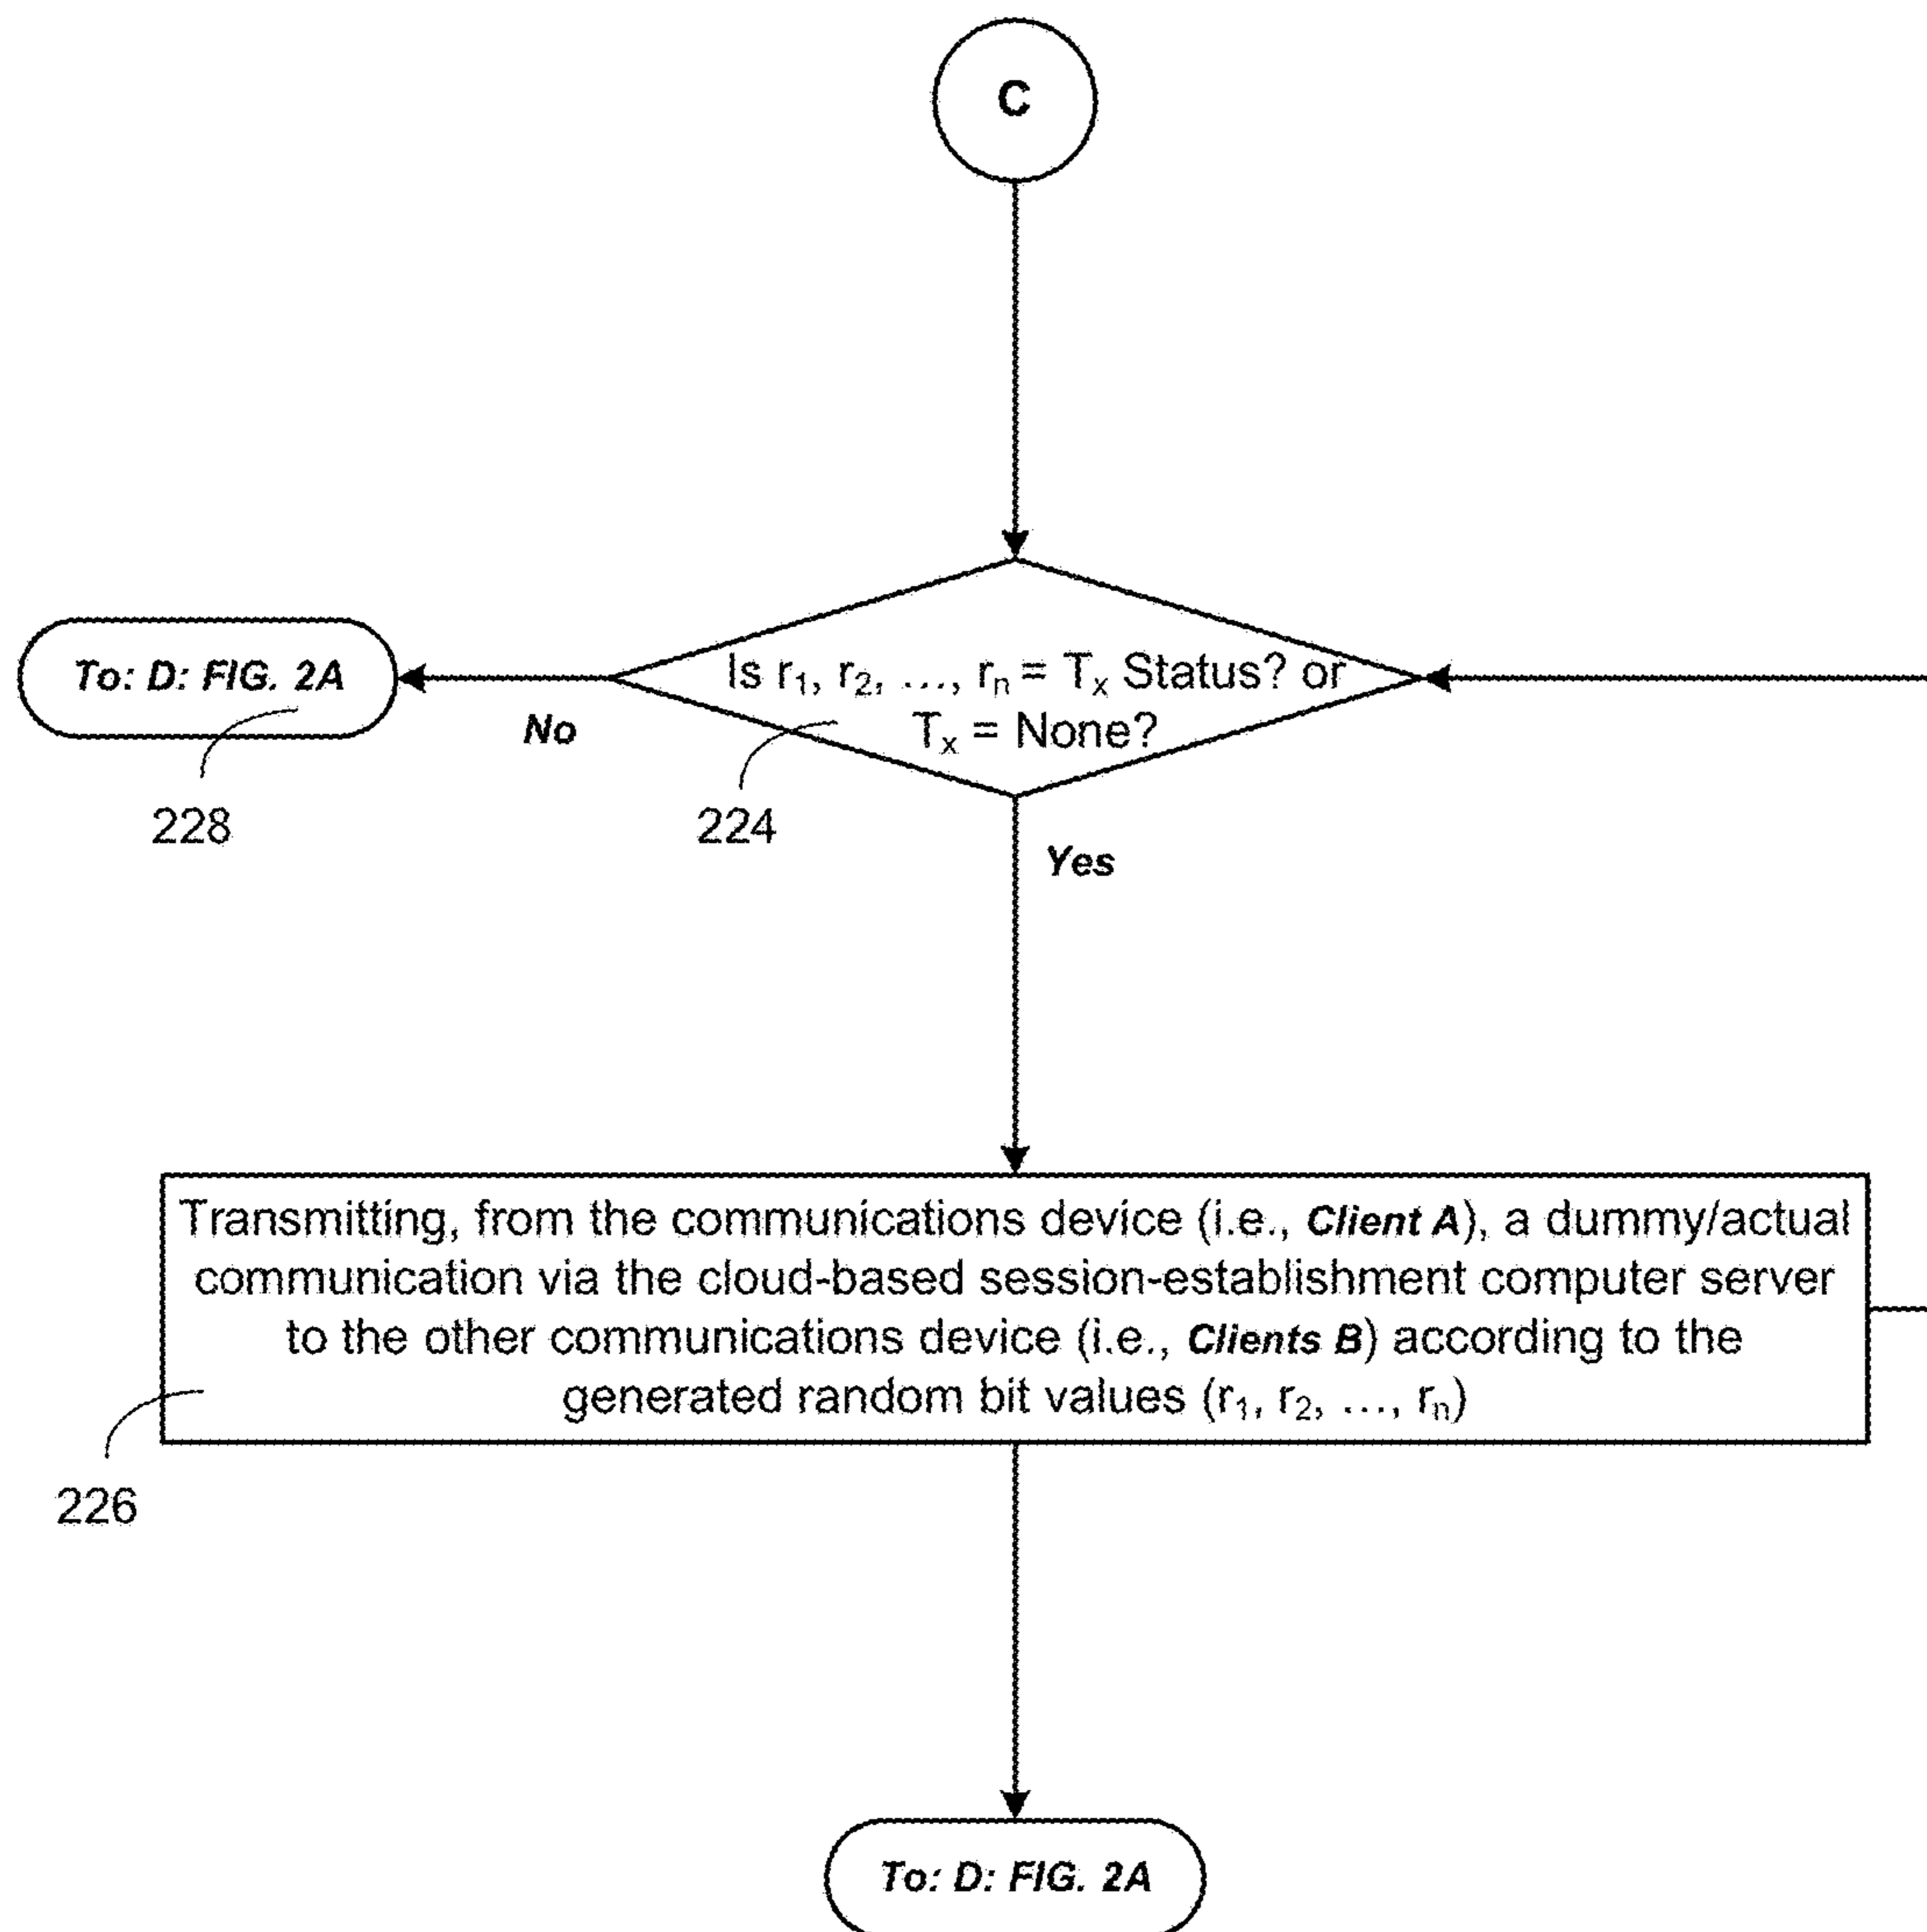 C
Is r₁, r₂, ..., rₙ = Tₓ Status? or
Tₓ = None?
To: D: FIG. 2A
No
228
224
Yes
Transmitting, from the communications device (i.e., Client A), a dummy/actual
communication via the cloud-based session-establishment computer server
to the other communications device (i.e., Clients B) according to the
generated random bit values (r₁, r₂, ..., rₙ)
226
To: D: FIG. 2A